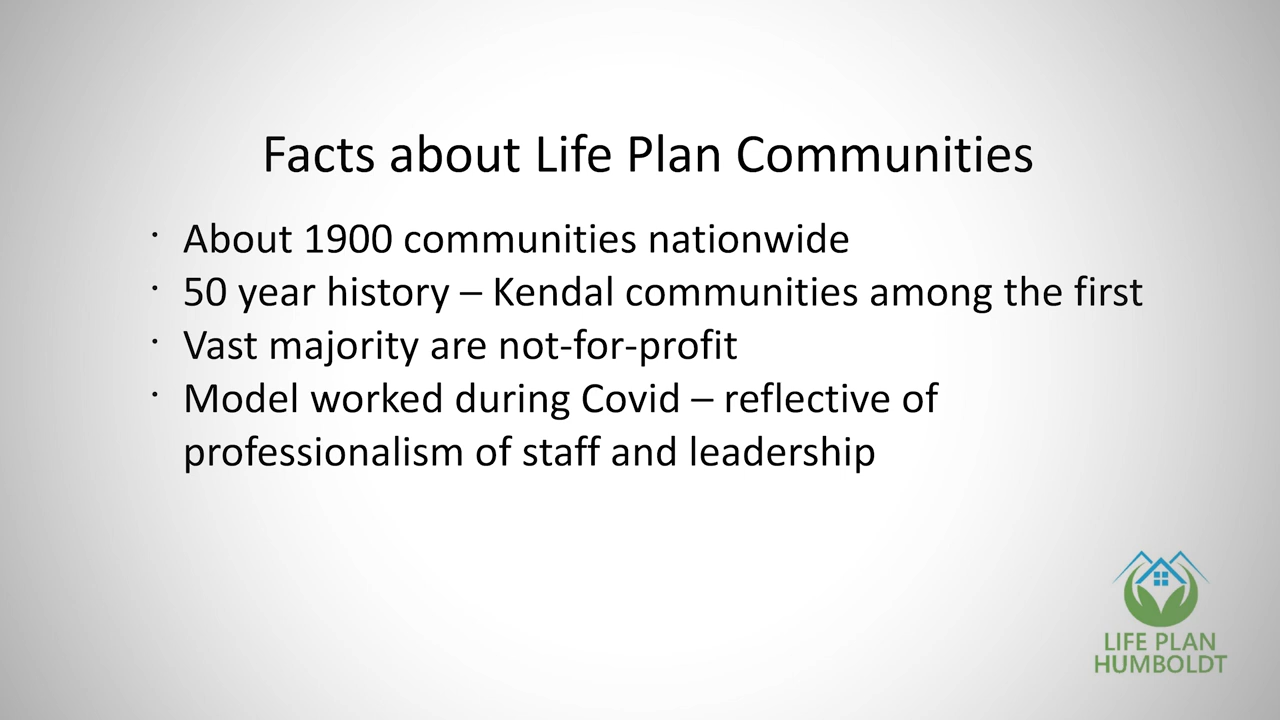 Facts about Life Plan Communities
· About 1900 communities nationwide
· 50 year history – Kendal communities among the first
· Vast majority are not-for-profit
· Model worked during Covid – reflective of
professionalism of staff and leadership
LIFE PLAN
HUMBOLDT